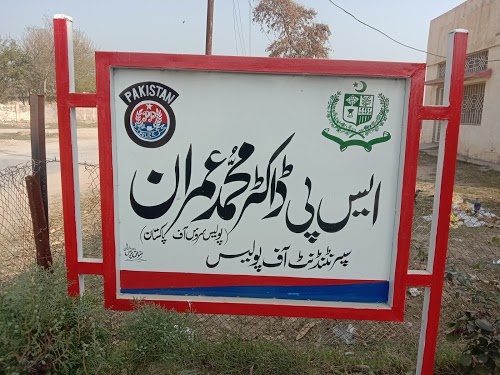 PAKISTAN
ایس پی ڈاکٹر محمد عمران
(پولیس سروس آف پاکستان)
سپرنٹنڈنٹ آف پولیس